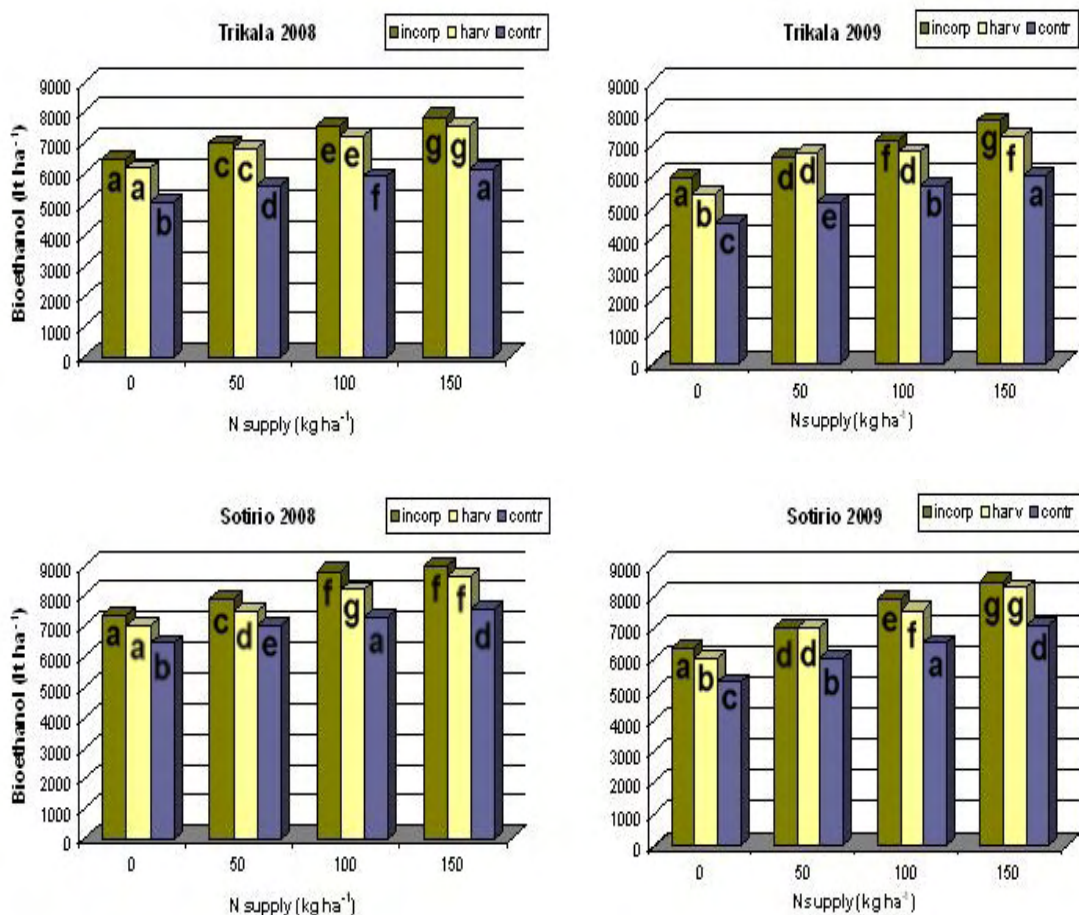 Trikala 2008
incorp harv contr
Bioethanol (lt ha⁻¹)
9000
8000
7000
6000
5000
4000
3000
2000
1000
0
a a b
c c d
e e f
g g a
0 50 100 150
N supply (kg ha⁻¹)
Trikala 2009
incorp harv contr
9000
8000
7000
6000
5000
4000
3000
2000
1000
0
a b c
d d e
f d b
g f a
0 50 100 150
N supply (kg ha⁻¹)
Sotirio 2008
incorp harv contr
Bioethanol (lt ha⁻¹)
9000
8000
7000
6000
5000
4000
3000
2000
1000
0
a a b
c d e
f g a
f f d
0 50 100 150
N supply (kg ha⁻¹)
Sotirio 2009
incorp harv contr
9000
8000
7000
6000
5000
4000
3000
2000
1000
0
a b c
d d b
e f a
g g d
0 50 100 150
N supply (kg ha⁻¹)